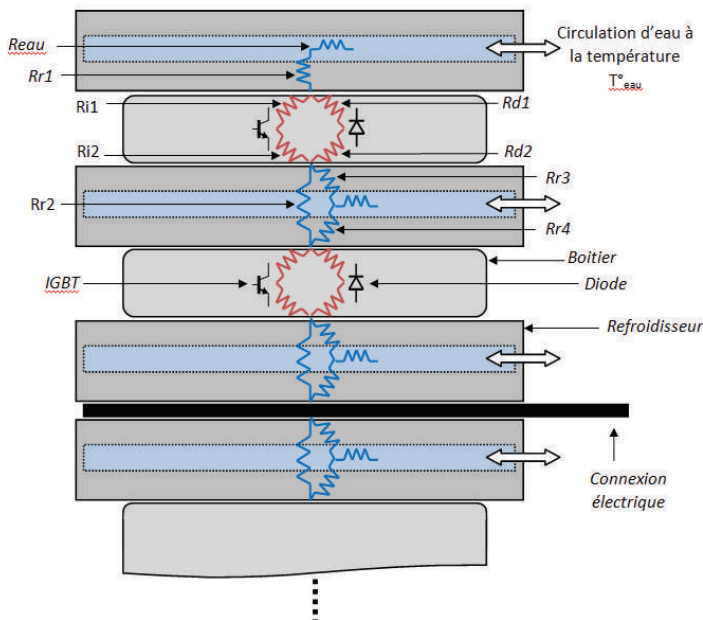 Reau
Rr1
Circulation d'eau à
la température
T°eau
Ri1
Rd1
Ri2
Rd2
Rr3
Rr2
Rr4
Boitier
IGBT
Diode
Refroidisseur
Connexion
électrique